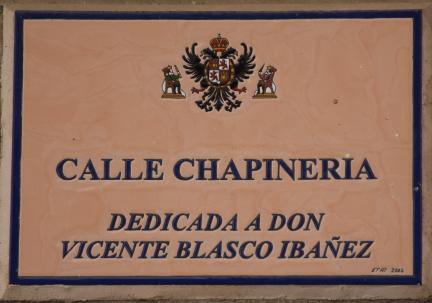 CALLE CHAPINERIA
DEDICADA A DON
VICENTE BLASCO IBAÑEZ